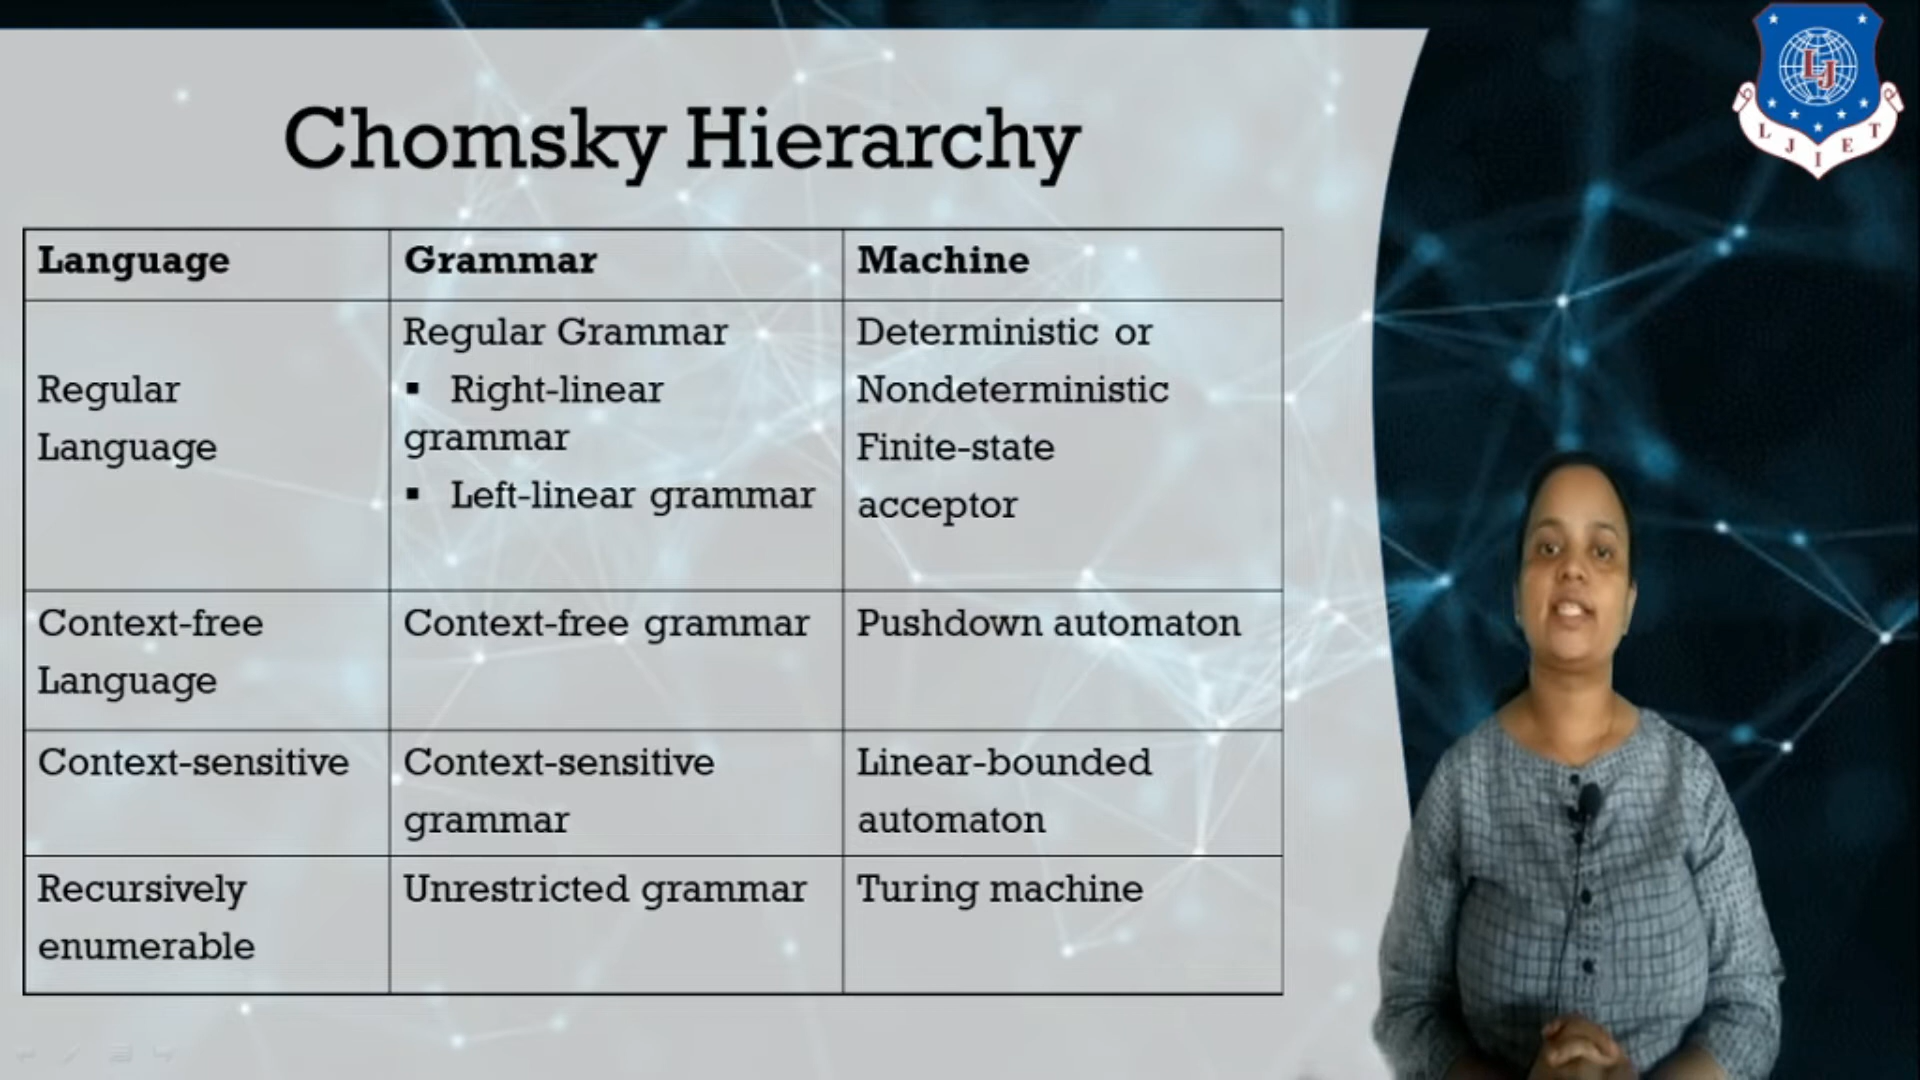 Chomsky Hierarchy
Language Grammar Machine
Regular
Language
Regular Grammar
▪ Right-linear
grammar
▪ Left-linear grammar
Deterministic or
Nondeterministic
Finite-state
acceptor
Context-free
Language
Context-free grammar
Pushdown automaton
Context-sensitive
Context-sensitive
grammar
Linear-bounded
automaton
Recursively
enumerable
Unrestricted grammar
Turing machine
LJ
L J I E T